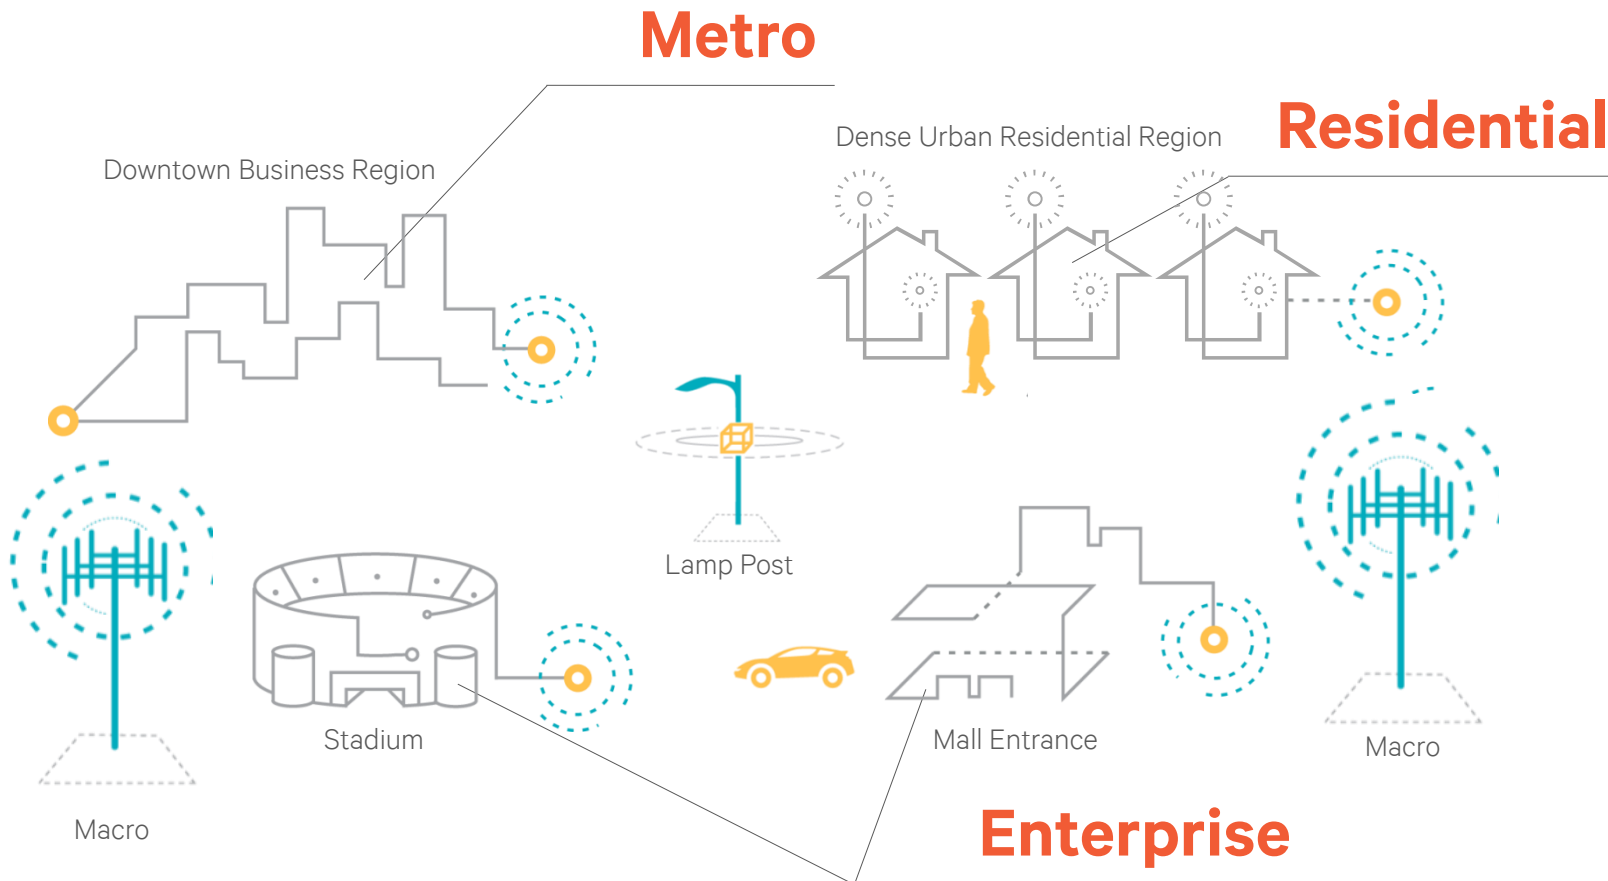 Metro
Residential
Dense Urban Residential Region
Downtown Business Region
Lamp Post
Stadium
Mall Entrance
Macro
Macro
Enterprise